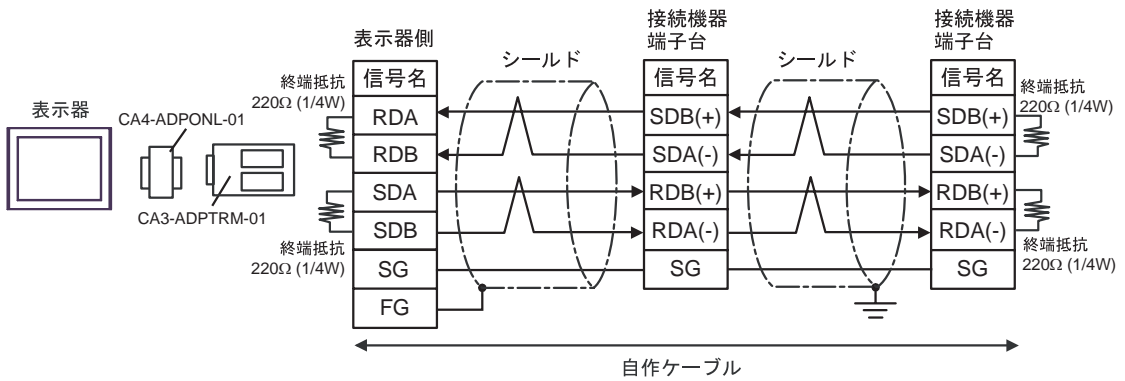 表示器
CA4-ADPONL-01
CA3-ADPTRM-01
終端抵抗
220Ω (1/4W)
終端抵抗
220Ω (1/4W)
表示器側
信号名
RDA
RDB
SDA
SDB
SG
FG
シールド
接続機器
端子台
信号名
SDB(+)
SDA(-)
RDB(+)
RDA(-)
SG
シールド
接続機器
端子台
信号名
SDB(+)
SDA(-)
RDB(+)
RDA(-)
SG
終端抵抗
220Ω (1/4W)
終端抵抗
220Ω (1/4W)
自作ケーブル